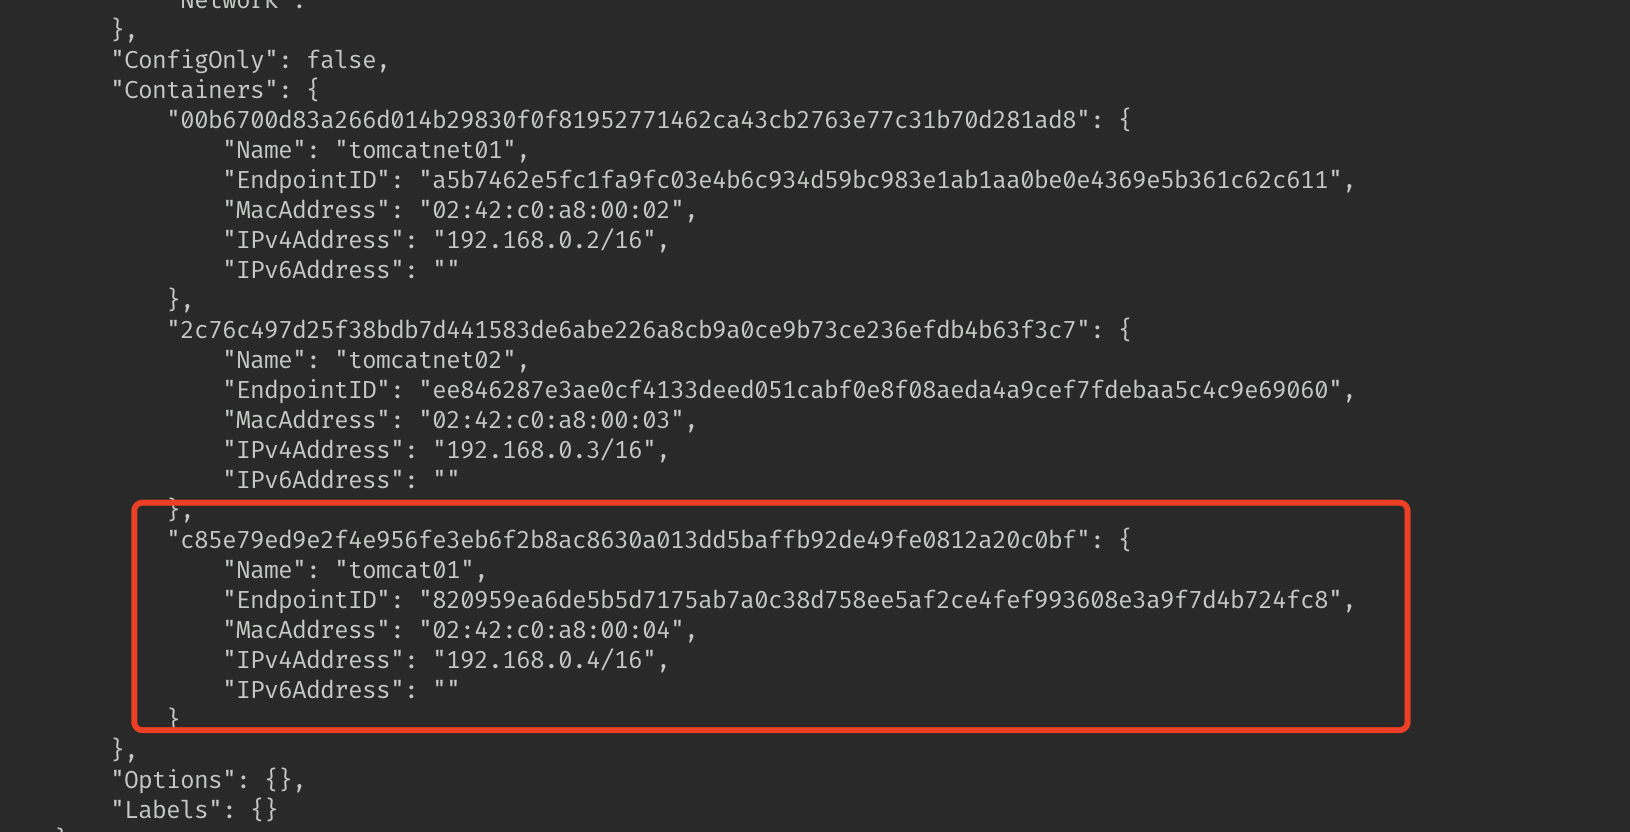 "Network":
},
"ConfigOnly": false,
"Containers": {
"00b6700d83a266d014b29830f0f81952771462ca43cb2763e77c31b70d281ad8": {
"Name": "tomcatnet01",
"EndpointID": "a5b7462e5fc1fa9fc03e4b6c934d59bc983e1ab1aa0be0e4369e5b361c62c611",
"MacAddress": "02:42:c0:a8:00:02",
"IPv4Address": "192.168.0.2/16",
"IPv6Address": ""
},
"2c76c497d25f38bdb7d441583de6abe226a8cb9a0ce9b73ce236efdb4b63f3c7": {
"Name": "tomcatnet02",
"EndpointID": "ee846287e3ae0cf4133deed051cabf0e8f08aeda4a9cef7fdebaa5c4c9e69060",
"MacAddress": "02:42:c0:a8:00:03",
"IPv4Address": "192.168.0.3/16",
"IPv6Address": ""
},
"c85e79ed9e2f4e956fe3eb6f2b8ac8630a013dd5baffb92de49fe0812a20c0bf": {
"Name": "tomcat01",
"EndpointID": "820959ea6de5b5d7175ab7a0c38d758ee5af2ce4fef993608e3a9f7d4b724fc8",
"MacAddress": "02:42:c0:a8:00:04",
"IPv4Address": "192.168.0.4/16",
"IPv6Address": ""
}
},
"Options": {},
"Labels": {}